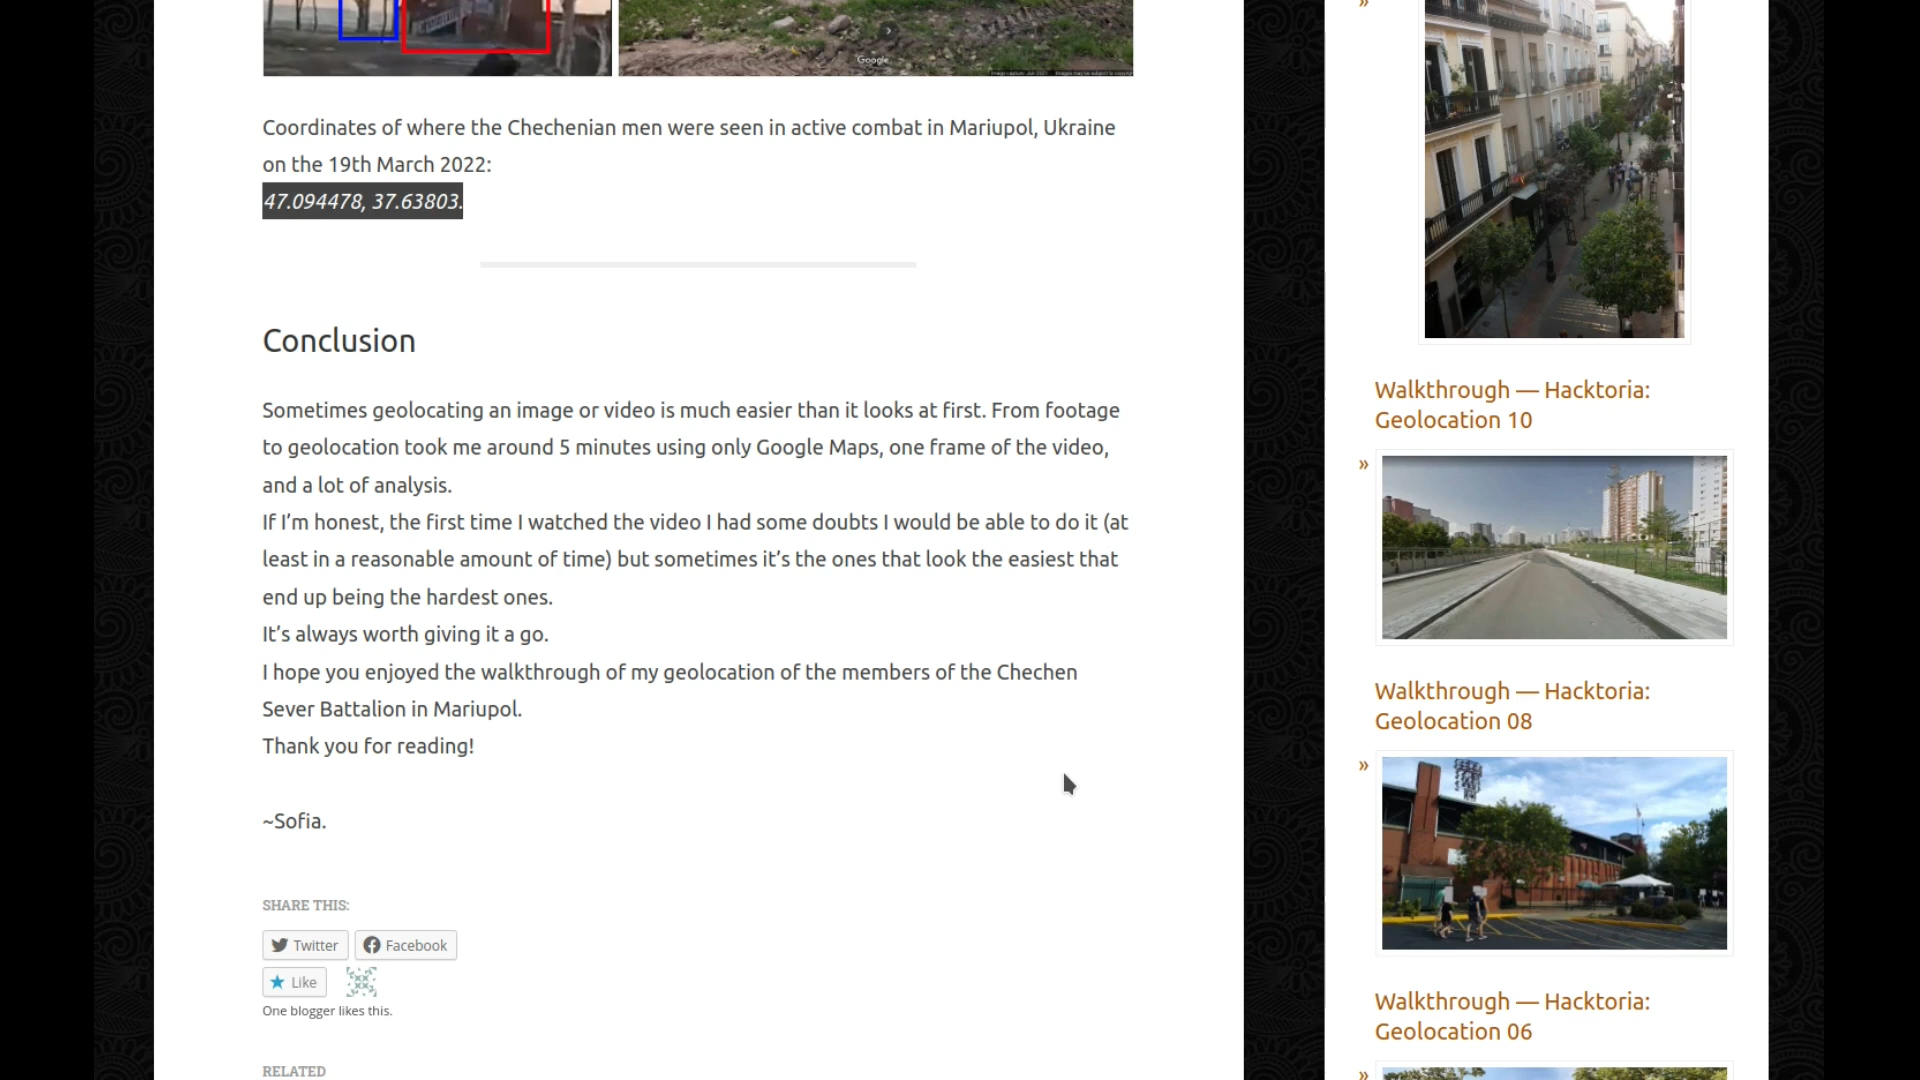 Google
Coordinates of where the Chechenian men were seen in active combat in Mariupol, Ukraine
on the 19th March 2022:
47.094478, 37.63803.
Conclusion
Sometimes geolocating an image or video is much easier than it looks at first. From footage
to geolocation took me around 5 minutes using only Google Maps, one frame of the video,
and a lot of analysis.
If I’m honest, the first time I watched the video I had some doubts I would be able to do it (at
least in a reasonable amount of time) but sometimes it’s the ones that look the easiest that
end up being the hardest ones.
It’s always worth giving it a go.
I hope you enjoyed the walkthrough of my geolocation of the members of the Chechen
Sever Battalion in Mariupol.
Thank you for reading!
~Sofia.
SHARE THIS:
Twitter
Facebook
Like
One blogger likes this.
RELATED
»
Walkthrough — Hacktoria:
Geolocation 10
»
Walkthrough — Hacktoria:
Geolocation 08
»
Walkthrough — Hacktoria:
Geolocation 06
»